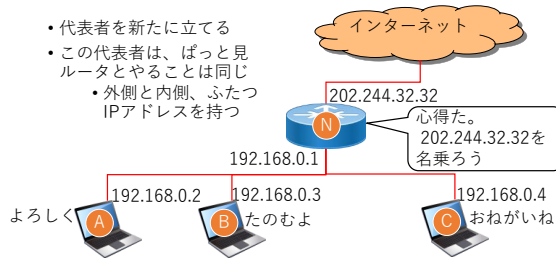 • 代表者を新たに立てる
• この代表者は、ぱっと見
ルータとやることは同じ
• 外側と内側、ふたつ
IPアドレスを持つ
インターネット
202.244.32.32
N
心得た。
202.244.32.32を
名乗ろう
192.168.0.1
192.168.0.2
192.168.0.3
192.168.0.4
よろしく
A
B
たのむよ
C
おねがいね